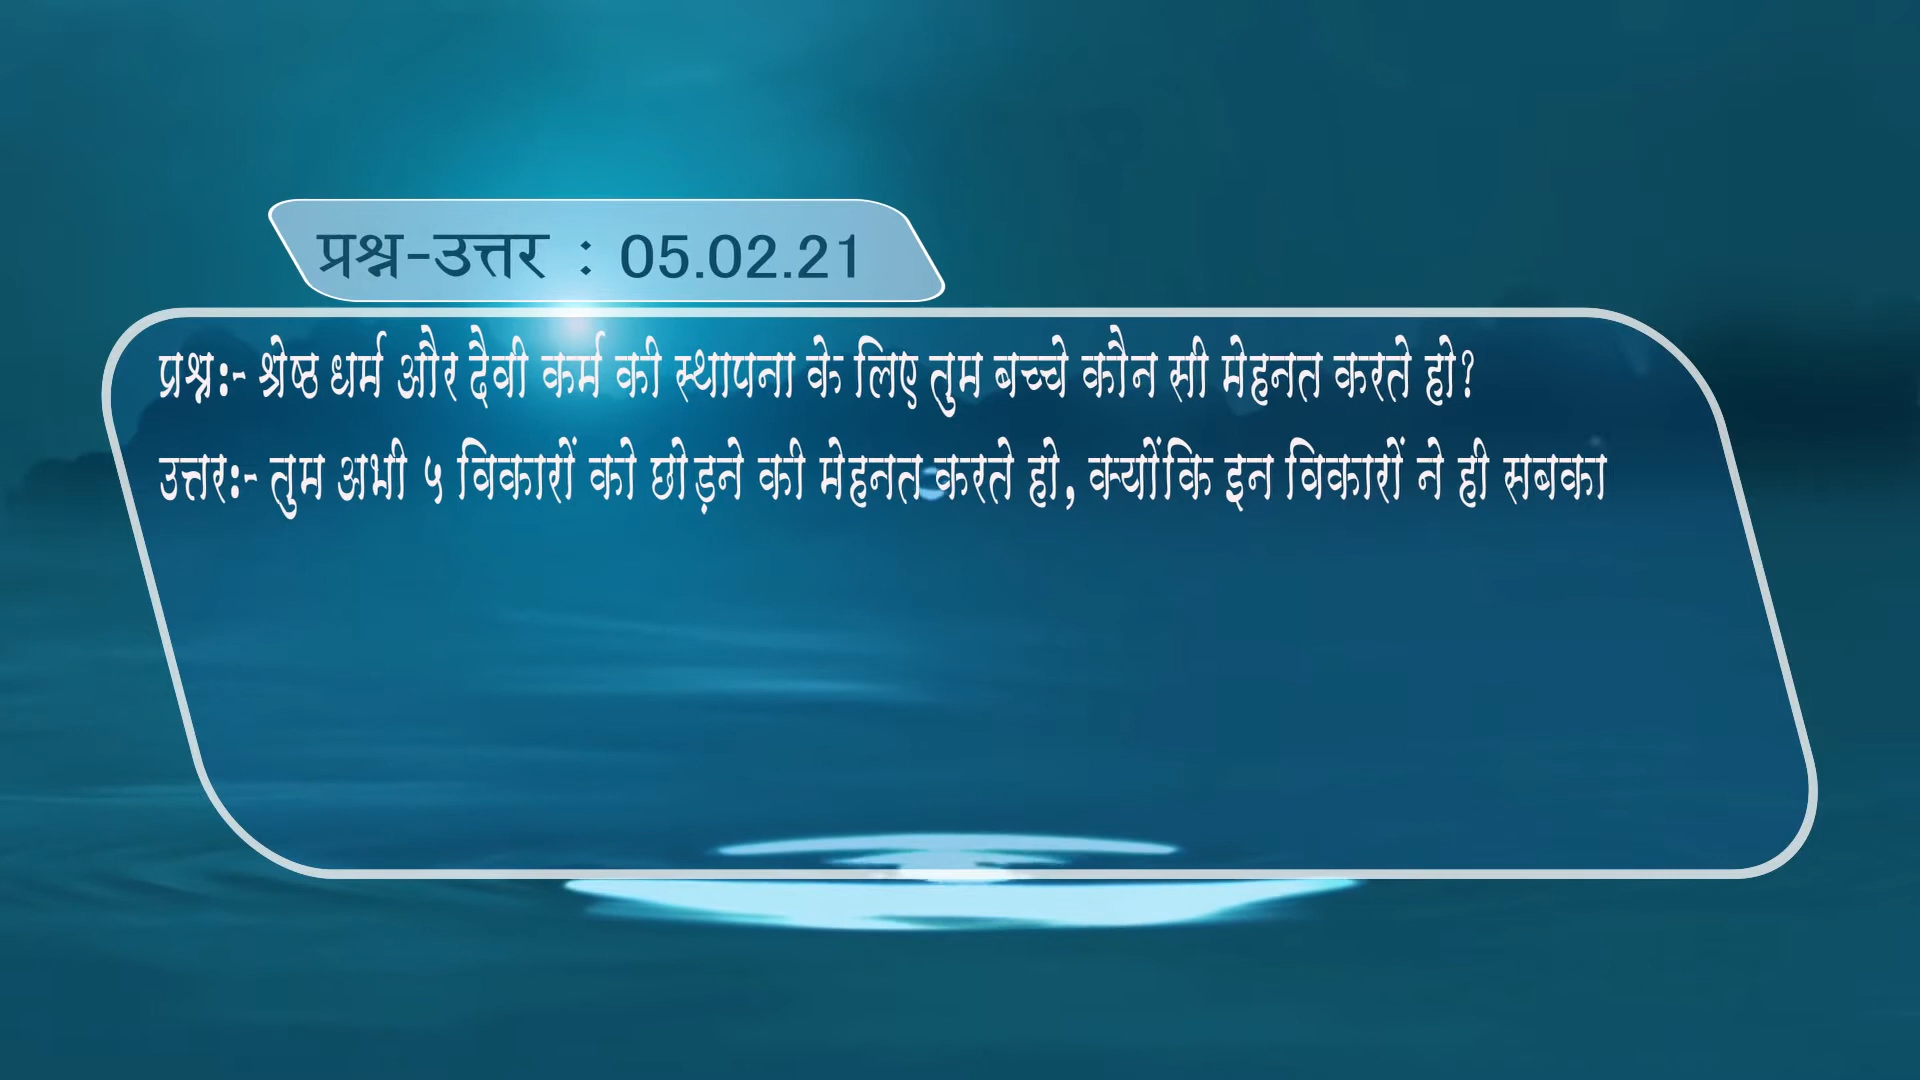 प्रश्न-उत्तर : 05.02.21
प्रश्न:- श्रेष्ठ धर्म और दैवी कर्म की स्थापना के लिए तुम बच्चे कौन सी मेहनत करते हो?
उत्तर:- तुम अभी ५ विकारों को छोड़ने की मेहनत करते हो, क्योंकि इन विकारों ने ही सबका